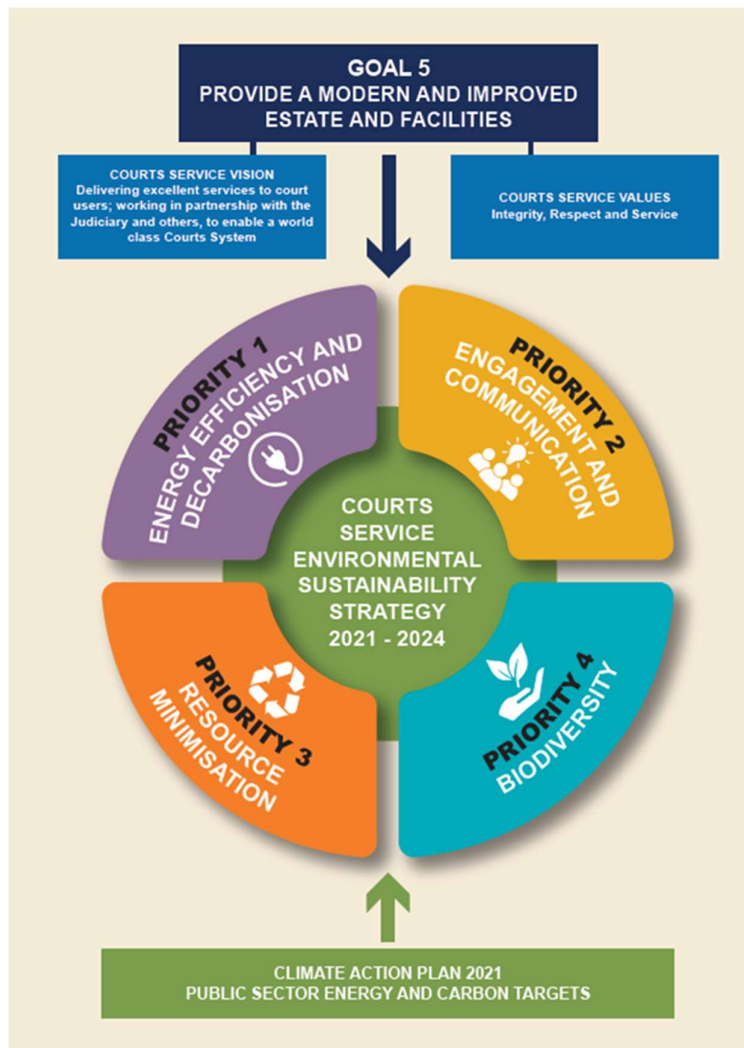 GOAL 5
PROVIDE A MODERN AND IMPROVED
ESTATE AND FACILITIES
COURTS SERVICE VISION
Delivering excellent services to court
users; working in partnership with the
Judiciary and others, to enable a world
class Courts System
COURTS SERVICE VALUES
Integrity, Respect and Service
PRIORITY 1
ENERGY EFFICIENCY AND
DECARBONISATION
PRIORITY 2
ENGAGEMENT AND
COMMUNICATION
COURTS
SERVICE
ENVIRONMENTAL
SUSTAINABILITY
STRATEGY
2021 - 2024
PRIORITY 3
RESOURCE
MINIMISATION
PRIORITY 4
BIODIVERSITY
CLIMATE ACTION PLAN 2021
PUBLIC SECTOR ENERGY AND CARBON TARGETS